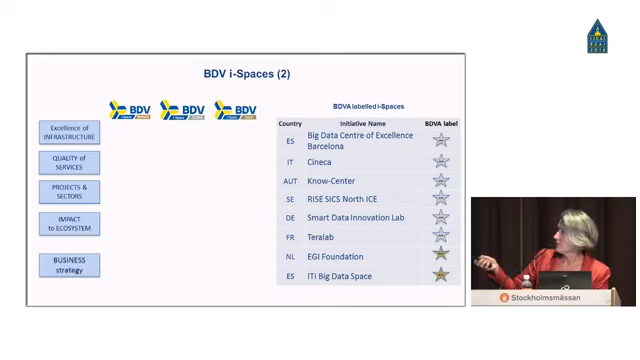 IJCAI
ECAI
2018
BDV i-Spaces (2)
BDV
BDV
BDV
BDVA labelled i-Spaces
Excellence of
INFRASTRUCTURE
QUALITY of
SERVICES
PROJECTS &
SECTORS
IMPACT
to ECOSYSTEM
BUSINESS
strategy
Country Initiative Name BDVA label
ES Big Data Centre of Excellence
Barcelona
IT Cineca
AUT Know-Center
SE RISE SICS North ICE
DE Smart Data Innovation Lab
FR Teralab
NL EGI Foundation
ES ITI Big Data Space
Stockholmsmässan